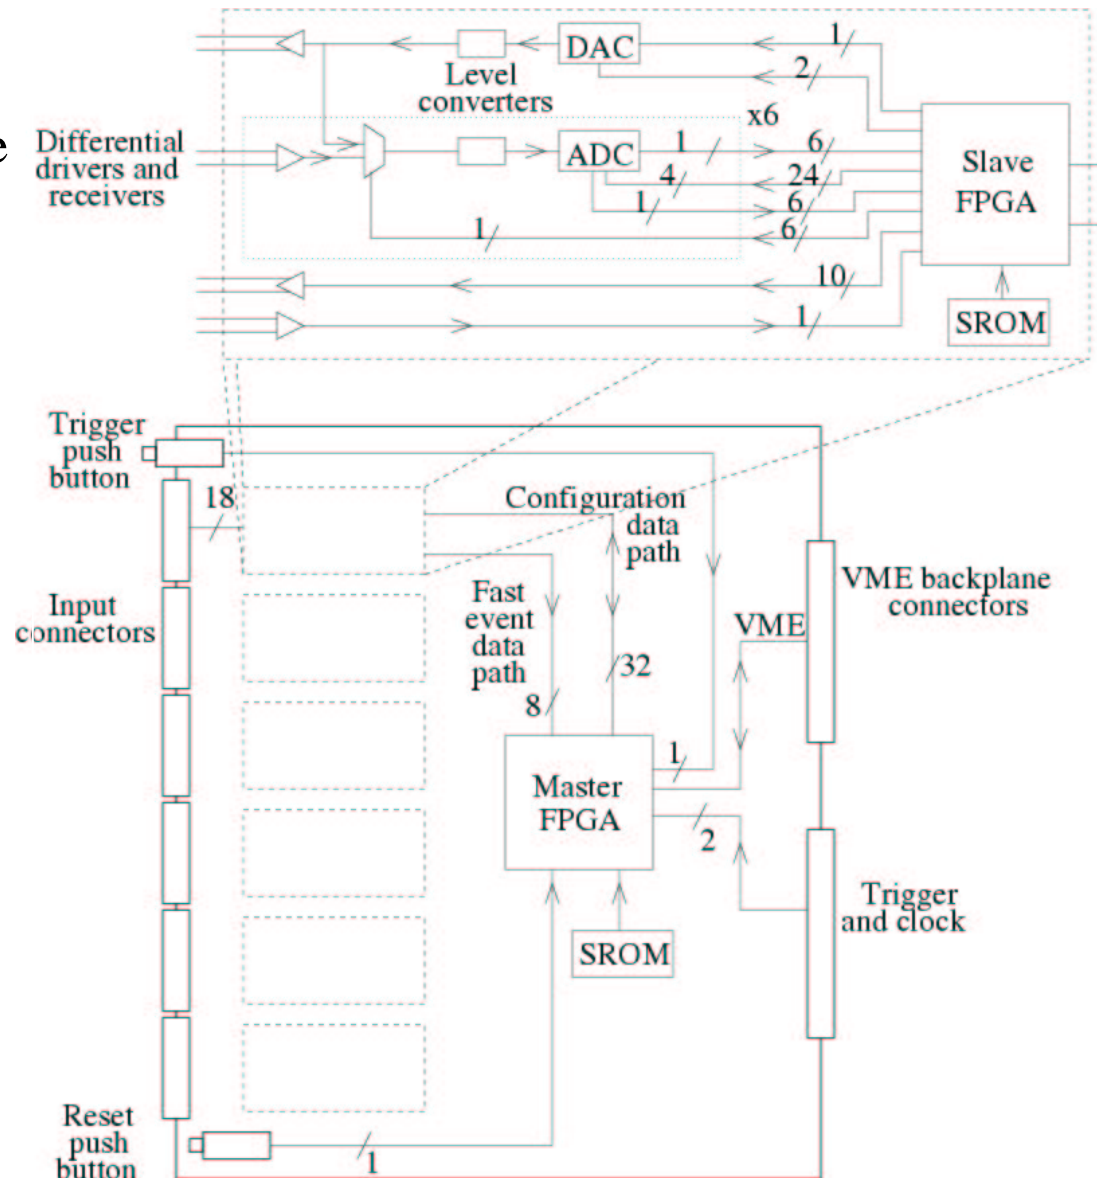 DAC
1
2
Level
converters
x6
e
Differential
drivers and
receivers
ADC
1
6
4
24
1
6
1
6
Slave
FPGA
10
1
SROM
Trigger
push
button
18
Configuration
data
path
Input
connectors
Fast
event
data
path
8
32
VME
VME backplane
connectors
1
Master
FPGA
2
Trigger
and clock
SROM
Reset
push
button
1